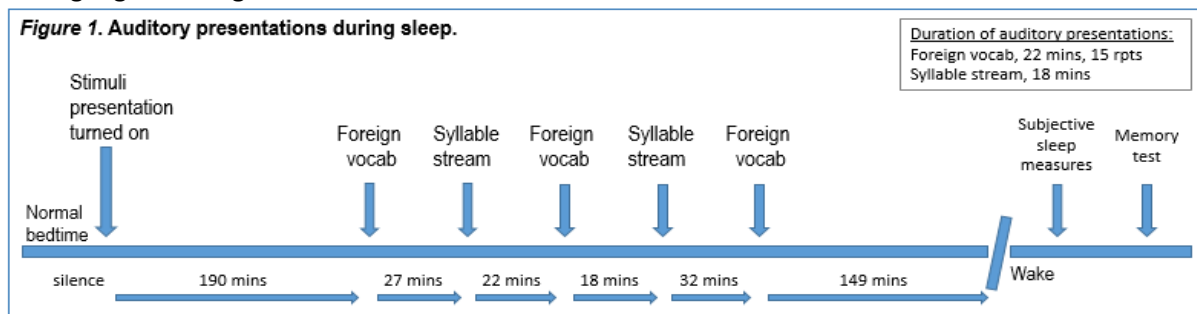 Figure 1. Auditory presentations during sleep.
Duration of auditory presentations:
Foreign vocab, 22 mins, 15 rpts
Syllable stream, 18 mins
Stimuli
presentation
turned on
Foreign
vocab
Syllable
stream
Foreign
vocab
Syllable
stream
Foreign
vocab
Subjective
sleep
measures
Memory
test
Normal
bedtime
Wake
silence
190 mins
27 mins
22 mins
18 mins
32 mins
149 mins